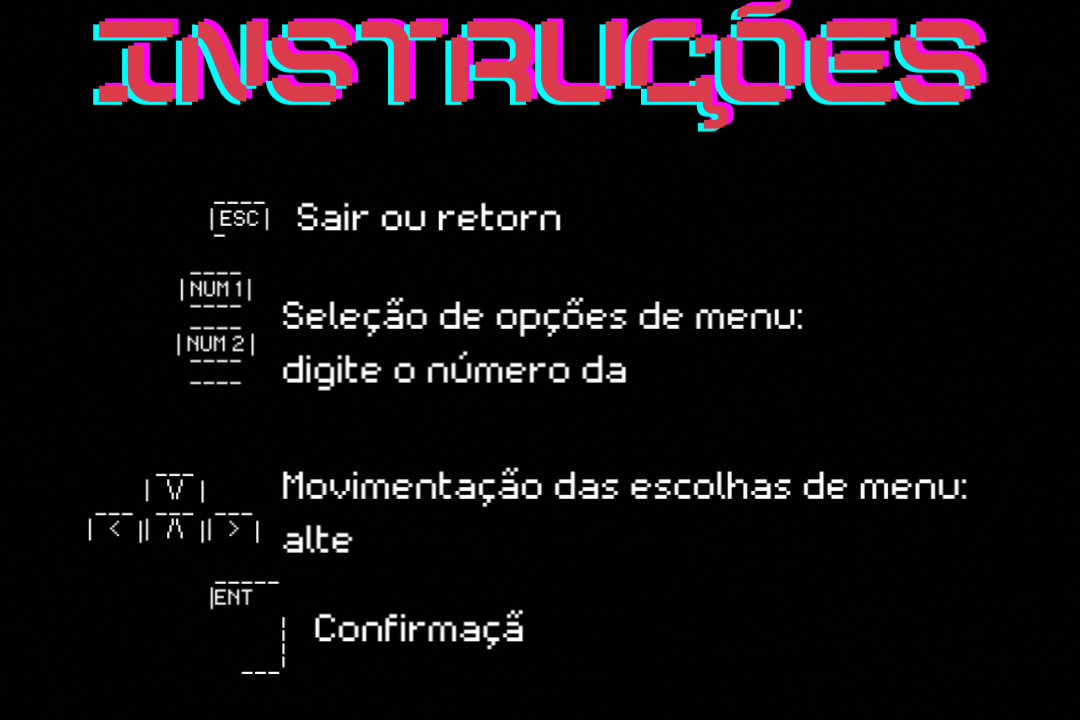 INSTRUÇÕES
|ESC| Sair ou retorn
|NUM 1|
Seleção de opções de menu:
|NUM 2|
digite o número da
| \/ | Movimentação das escolhas de menu:
| < || /\ || > | alte
|ENT
Confirmaçã